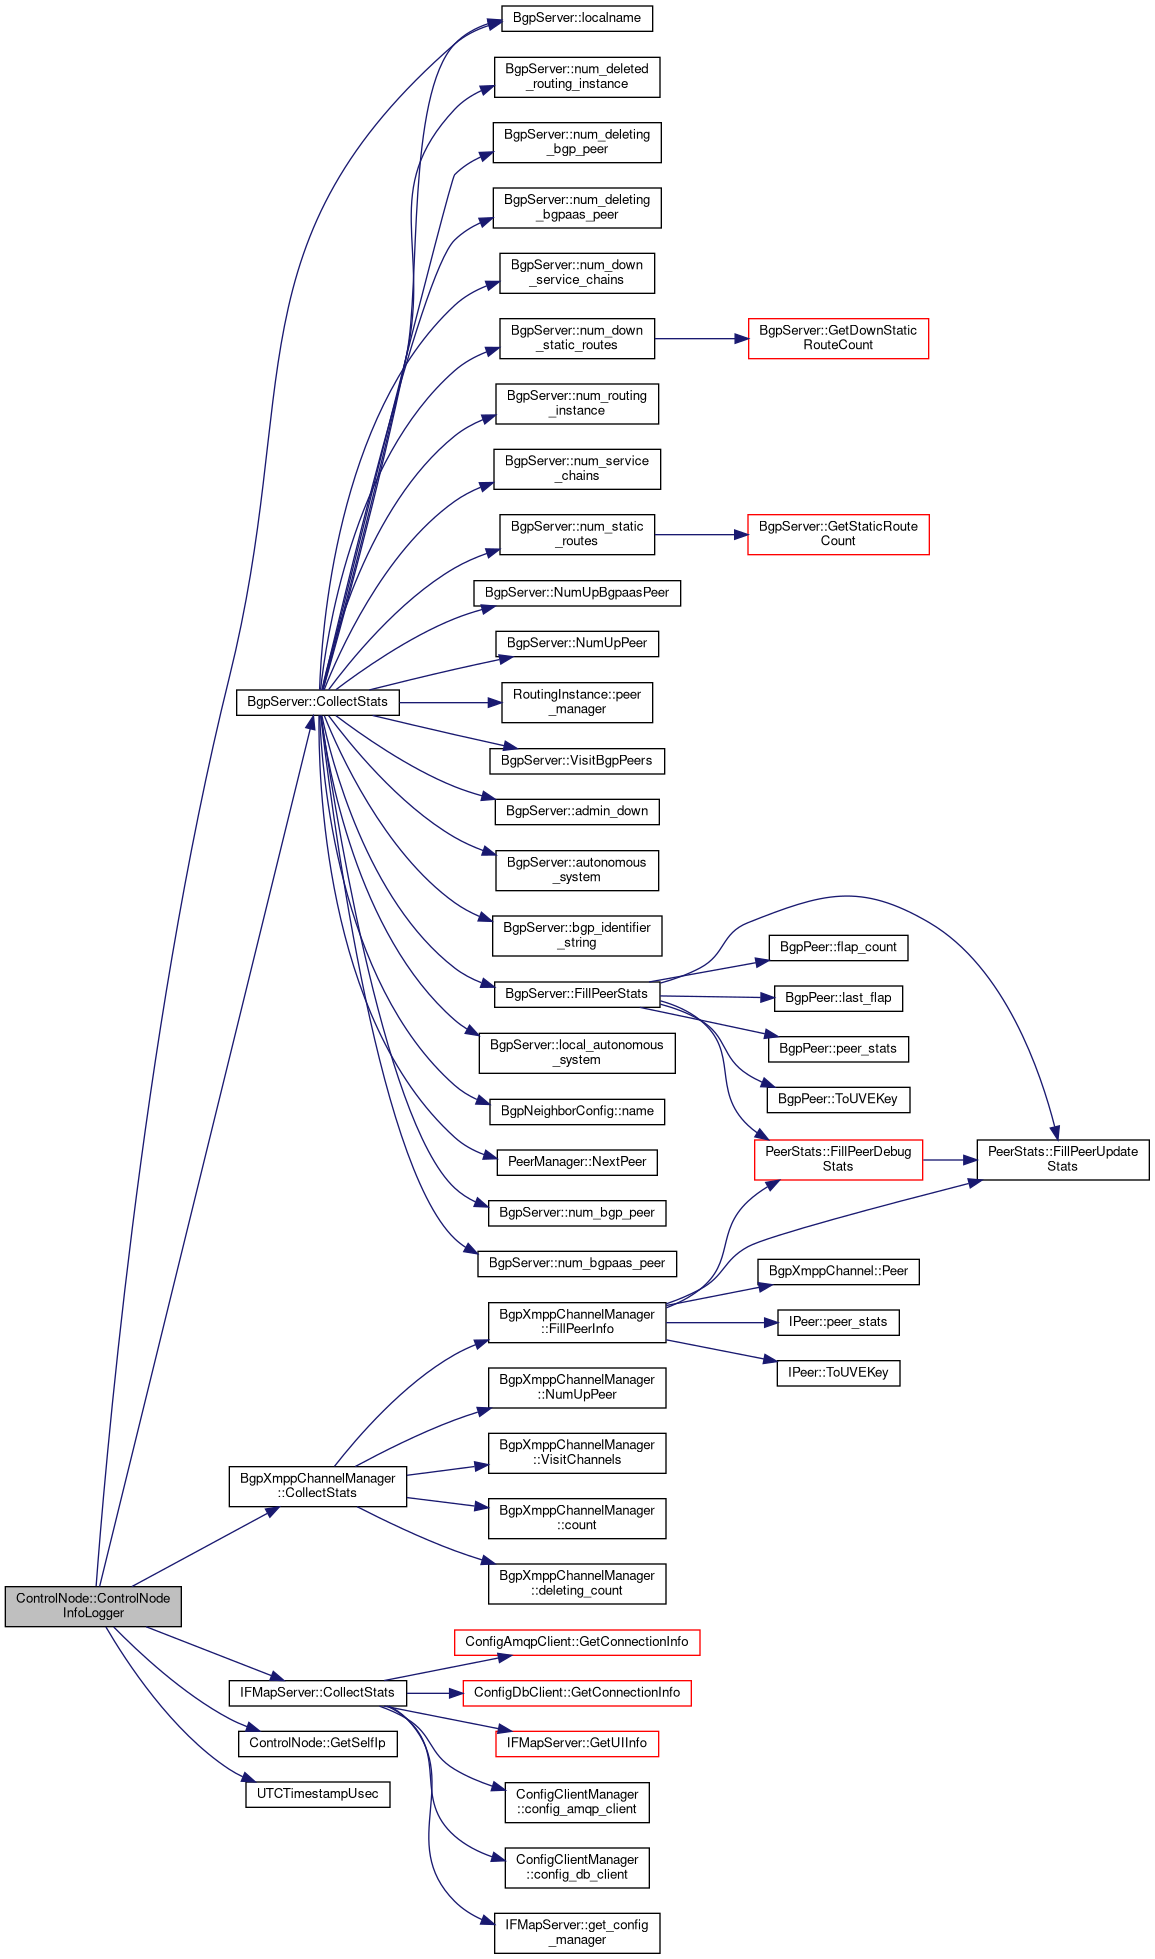 BgpServer::localname
BgpServer::num_deleted
_routing_instance
BgpServer::num_deleting
_bgp_peer
BgpServer::num_deleting
_bgpaas_peer
BgpServer::num_down
_service_chains
BgpServer::num_down
_static_routes
BgpServer::GetDownStatic
RouteCount
BgpServer::num_routing
_instance
BgpServer::num_service
_chains
BgpServer::num_static
_routes
BgpServer::GetStaticRoute
Count
BgpServer::NumUpBgpaasPeer
BgpServer::NumUpPeer
BgpServer::CollectStats
RoutingInstance::peer
_manager
BgpServer::VisitBgpPeers
BgpServer::admin_down
BgpServer::autonomous
_system
BgpServer::bgp_identifier
_string
BgpServer::FillPeerStats
BgpPeer::flap_count
BgpPeer::last_flap
BgpPeer::peer_stats
BgpPeer::ToUVEKey
BgpServer::local_autonomous
_system
BgpNeighborConfig::name
PeerManager::NextPeer
PeerStats::FillPeerDebug
Stats
PeerStats::FillPeerUpdate
Stats
BgpServer::num_bgp_peer
BgpServer::num_bgpaas_peer
BgpXmppChannelManager
::FillPeerInfo
BgpXmppChannel::Peer
IPeer::peer_stats
IPeer::ToUVEKey
BgpXmppChannelManager
::NumUpPeer
BgpXmppChannelManager
::VisitChannels
BgpXmppChannelManager
::CollectStats
BgpXmppChannelManager
::count
BgpXmppChannelManager
::deleting_count
ControlNode::ControlNode
InfoLogger
ConfigAmqpClient::GetConnectionInfo
IFMapServer::CollectStats
ConfigDbClient::GetConnectionInfo
ControlNode::GetSelfIp
IFMapServer::GetUIInfo
UTCTimestampUsec
ConfigClientManager
::config_amqp_client
ConfigClientManager
::config_db_client
IFMapServer::get_config
_manager